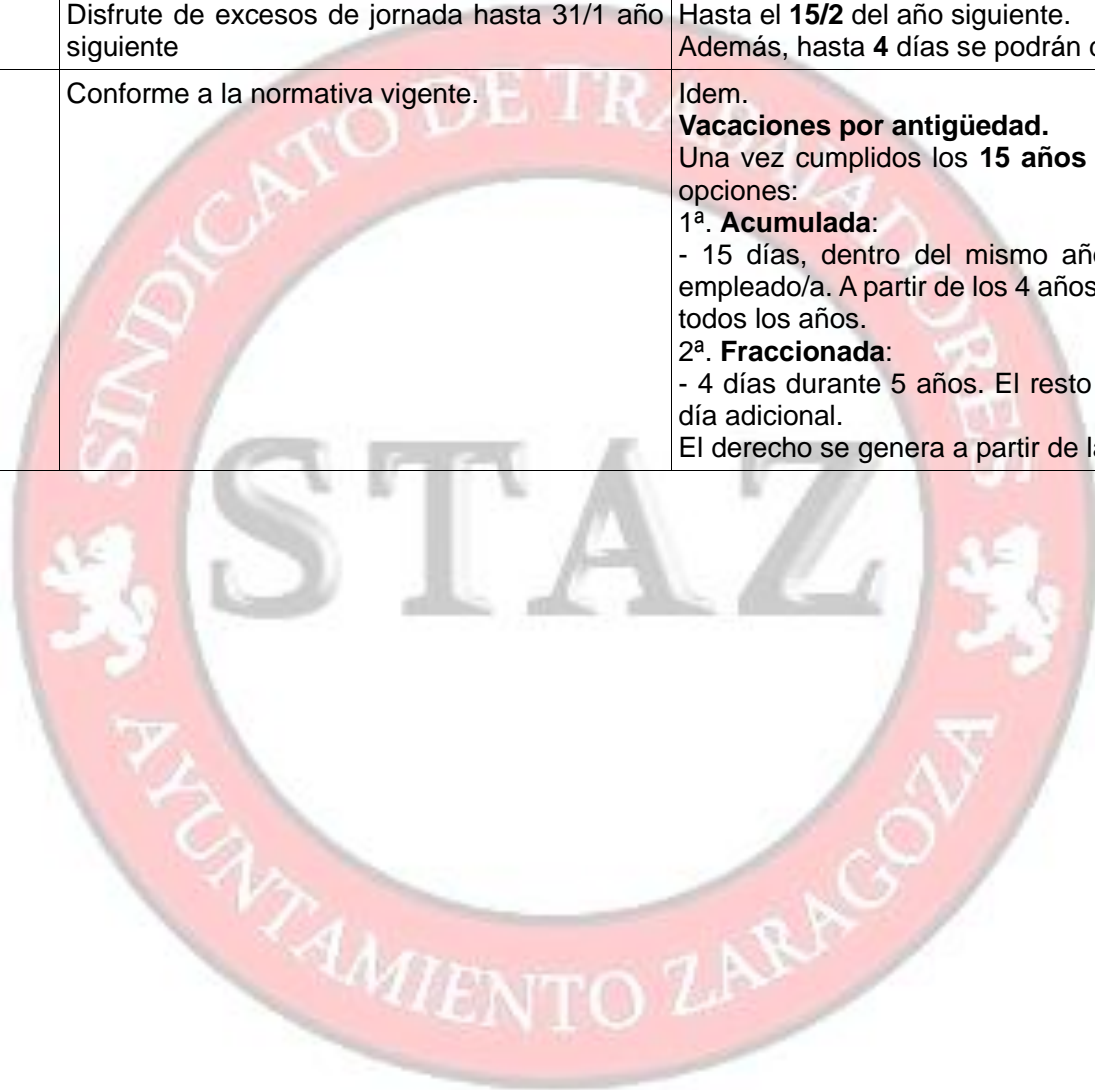 Disfrute de excesos de jornada hasta 31/1 año
siguiente
Hasta el 15/2 del año siguiente.
Además, hasta 4 días se podrán
Conforme a la normativa vigente.
Idem.
Vacaciones por antigüedad.
Una vez cumplidos los 15 años
opciones:
1ª. Acumulada:
- 15 días, dentro del mismo año
empleado/a. A partir de los 4 años
todos los años.
2ª. Fraccionada:
- 4 días durante 5 años. El resto
día adicional.
El derecho se genera a partir de
SINDICATO DE TRABAJADORES
STAZ
AYUNTAMIENTO ZARAGOZA